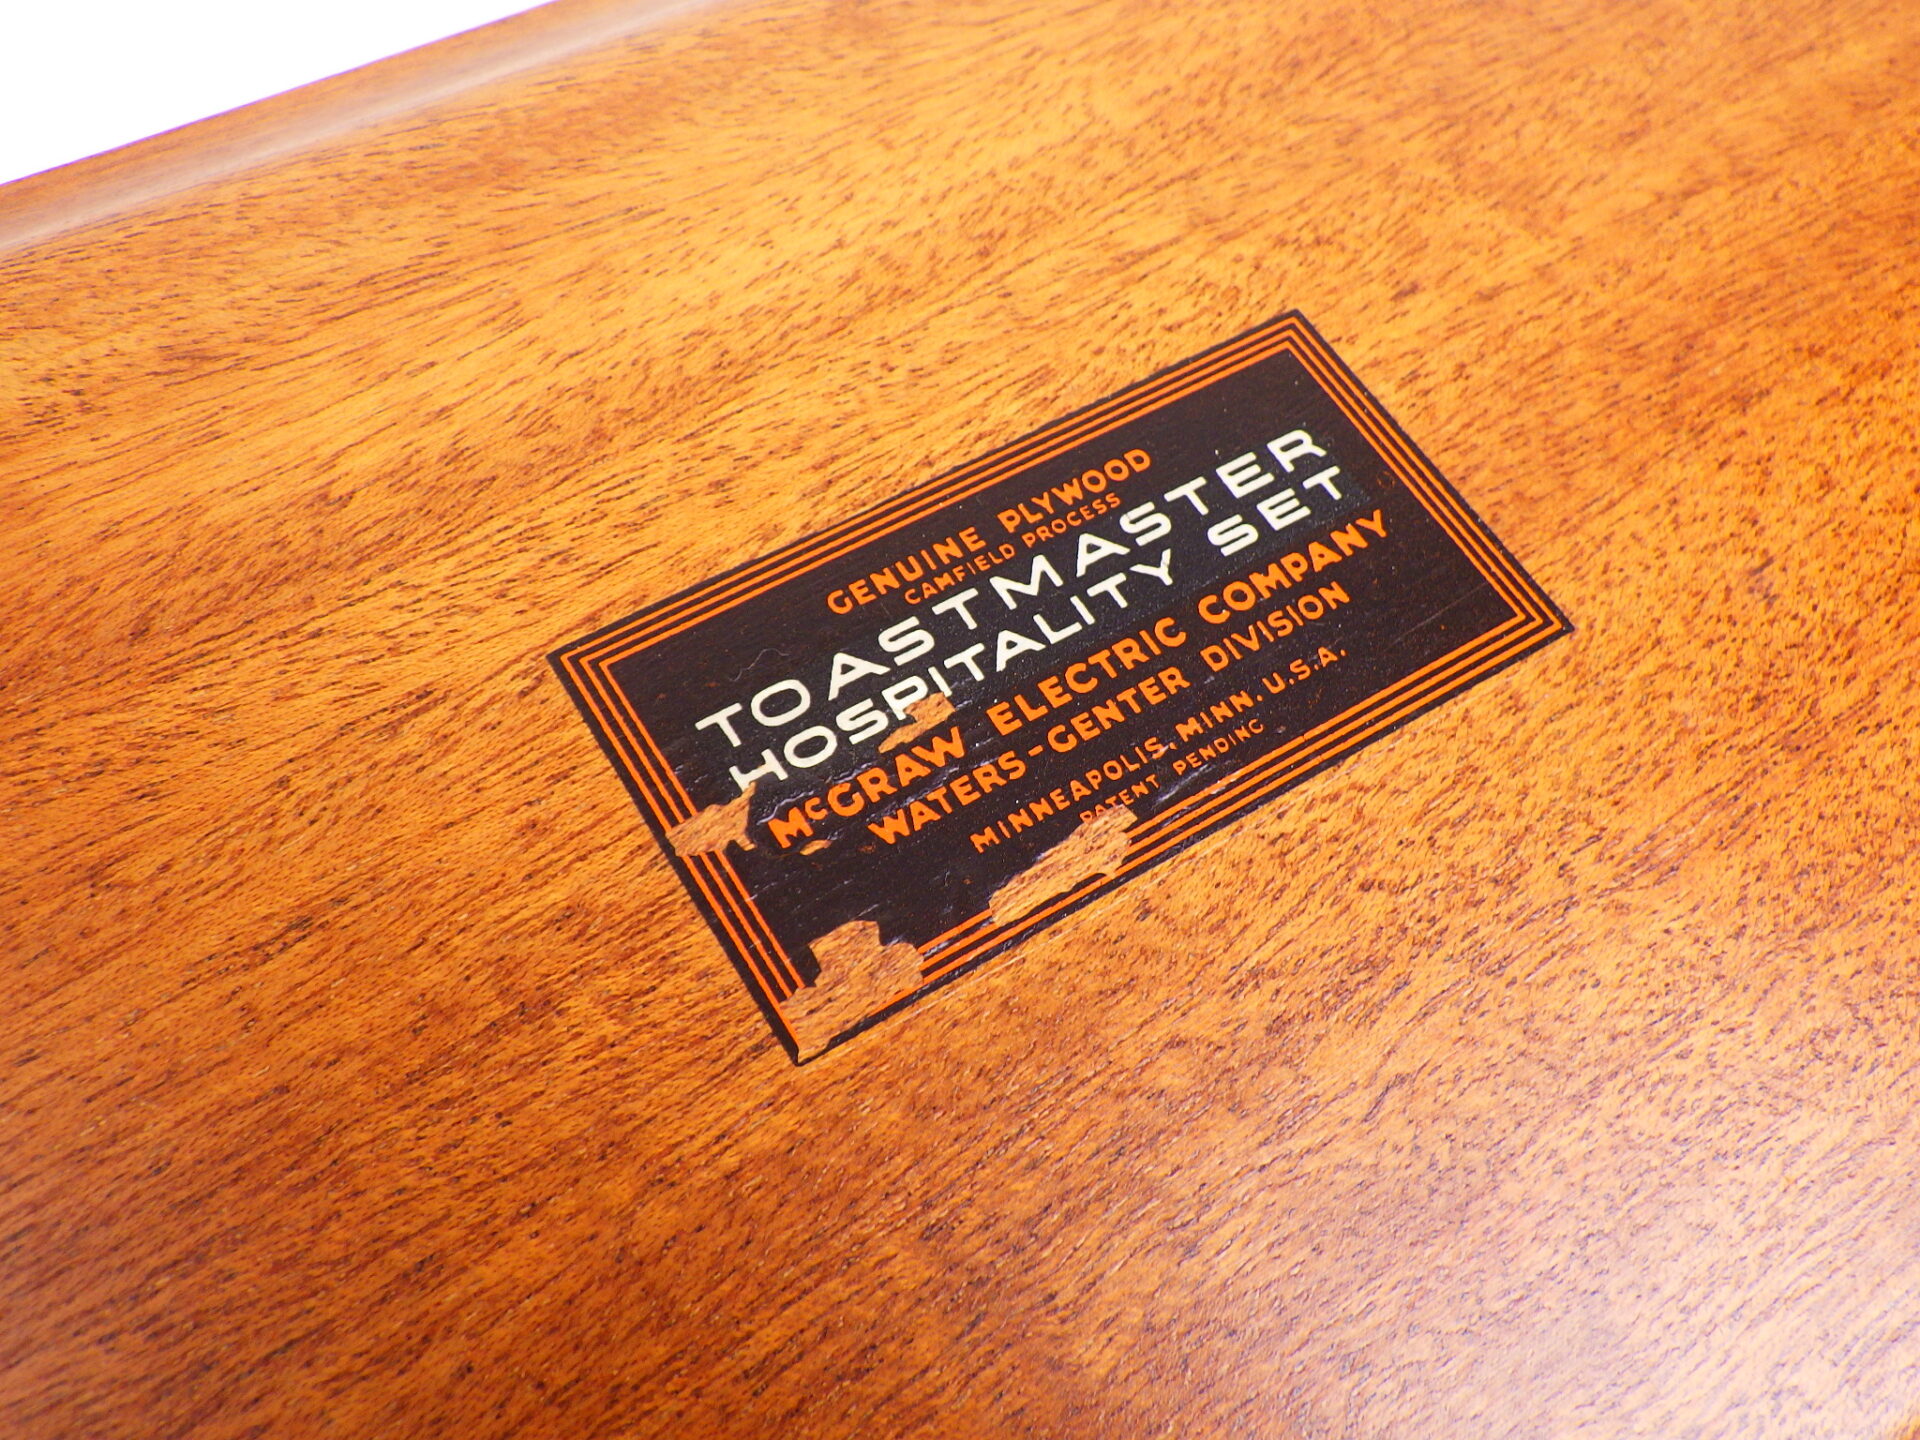 GENUINE PLYWOOD
CAMFIELD PROCESS
TOASTMASTER
HOSPITALITY SET
McGRAW ELECTRIC COMPANY
WATERS-GENTER DIVISION
MINNEAPOLIS, MINN. U.S.A.
PATENT PENDING